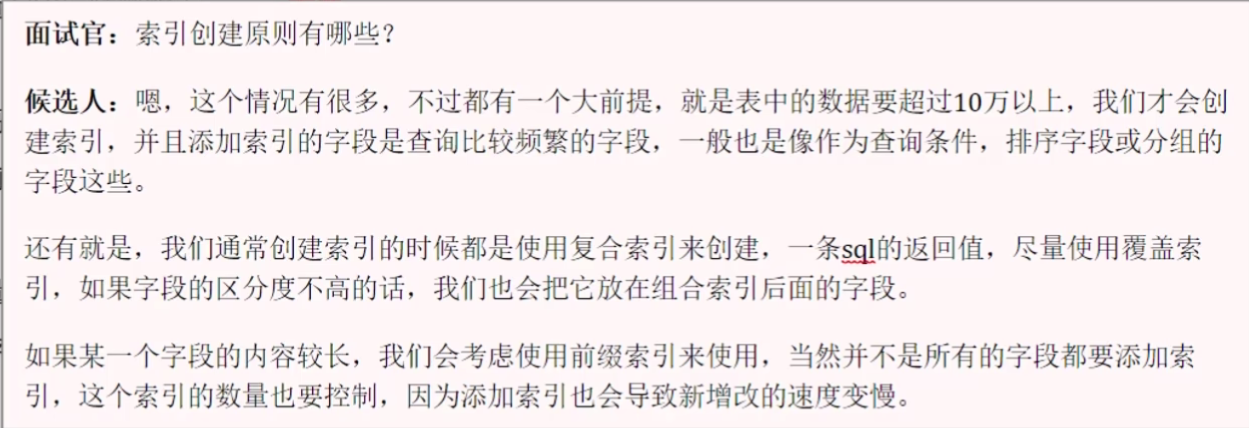 面试官：索引创建原则有哪些？
候选人：嗯，这个情况有很多，不过都有一个大前提，就是表中的数据要超过10万以上，我们才会创
建索引，并且添加索引的字段是查询比较频繁的字段，一般也是像作为查询条件，排序字段或分组的
字段这些。
还有就是，我们通常创建索引的时候都是使用复合索引来创建，一条sql的返回值，尽量使用覆盖索
引，如果字段的区分度不高的话，我们也会把它放在组合索引后面的字段。
如果某一个字段的内容较长，我们会考虑使用前缀索引来使用，当然并不是所有的字段都要添加索
引，这个索引的数量也要控制，因为添加索引也会导致新增改的速度变慢。